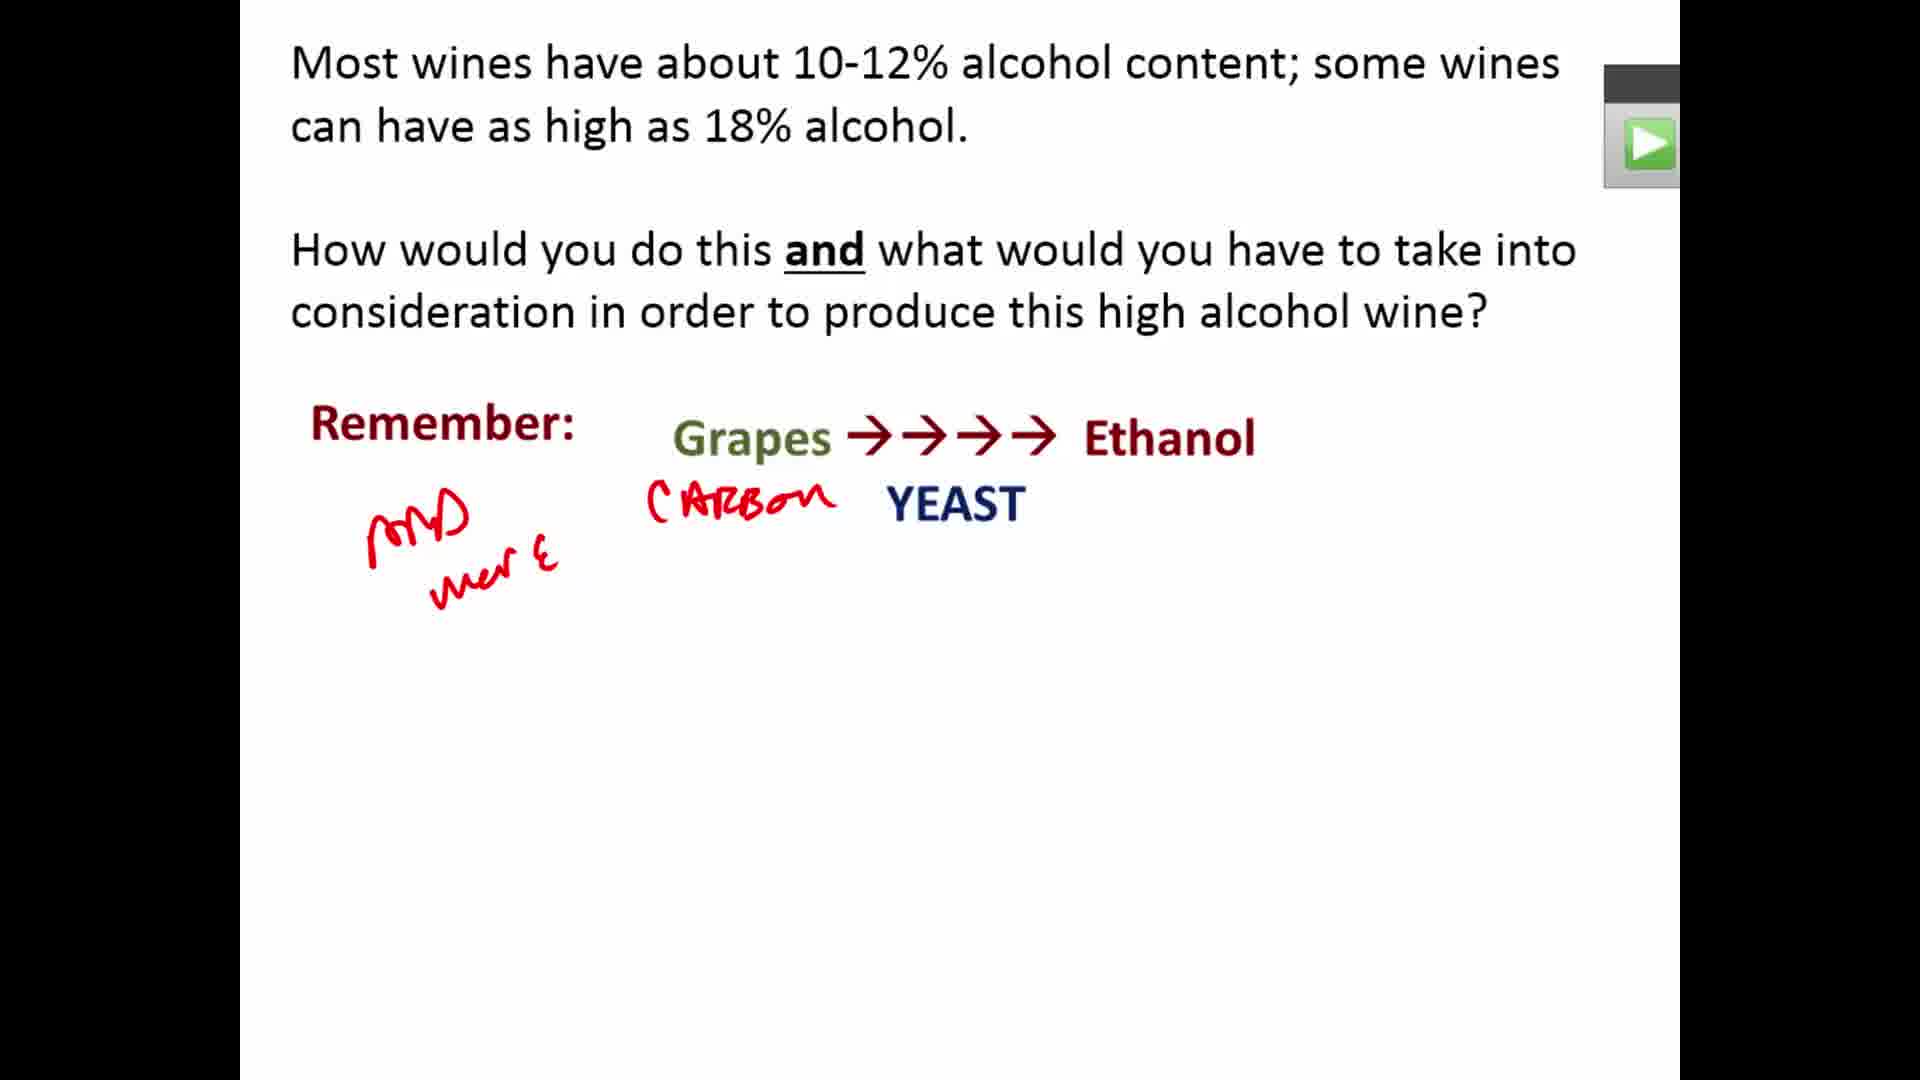 Most wines have about 10-12% alcohol content; some wines
can have as high as 18% alcohol.
How would you do this and what would you have to take into
consideration in order to produce this high alcohol wine?
Remember:
Grapes →→→→ Ethanol
CARBON YEAST
AND
more